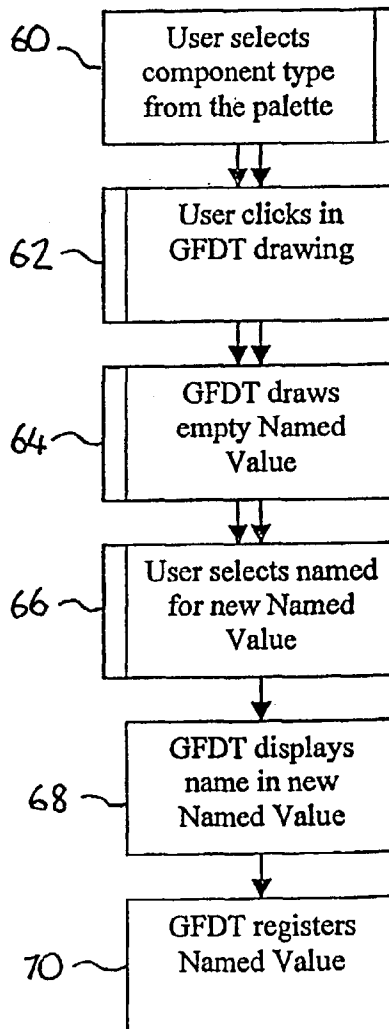 60
User selects
component type
from the palette
62
User clicks in
GFDT drawing
64
GFDT draws
empty Named
Value
66
User selects named
for new Named
Value
68
GFDT displays
name in new
Named Value
70
GFDT registers
Named Value